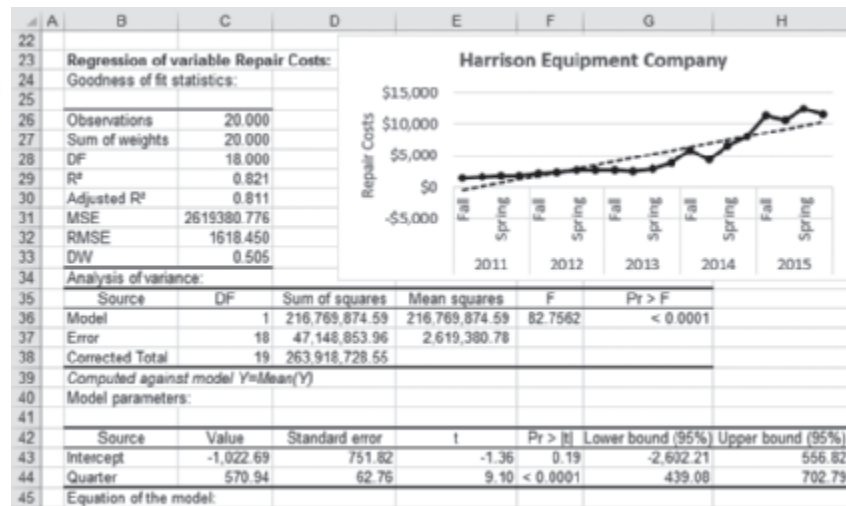 A B C D E F G H
22
23 Regression of variable Repair Costs: Harrison Equipment Company
24 Goodness of fit statistics:
25 $15,000
26 Observations 20.000
27 Sum of weights 20.000 $10,000
28 DF 18.000
29 R² 0.821 $5,000
30 Adjusted R² 0.811 $0
31 MSE 2619380.776
32 RMSE 1618.450 -$5,000
33 DW 0.505
Repair Costs
Fall Spring Fall Spring Fall Spring Fall Spring Fall Spring
2011 2012 2013 2014 2015
34 Analysis of variance:
35 Source DF Sum of squares Mean squares F Pr > F
36 Model 1 216,769,874.59 216,769,874.59 82.7562 < 0.0001
37 Error 18 47,148,853.96 2,619,380.78
38 Corrected Total 19 263,918,728.55
39 Computed against model Y=Mean(Y)
40 Model parameters:
41
42 Source Value Standard error t Pr > |t| Lower bound (95%) Upper bound (95%)
43 Intercept -1,022.69 751.82 -1.36 0.19 -2,602.21 556.82
44 Quarter 570.94 62.76 9.10 < 0.0001 439.08 702.79
45 Equation of the model: